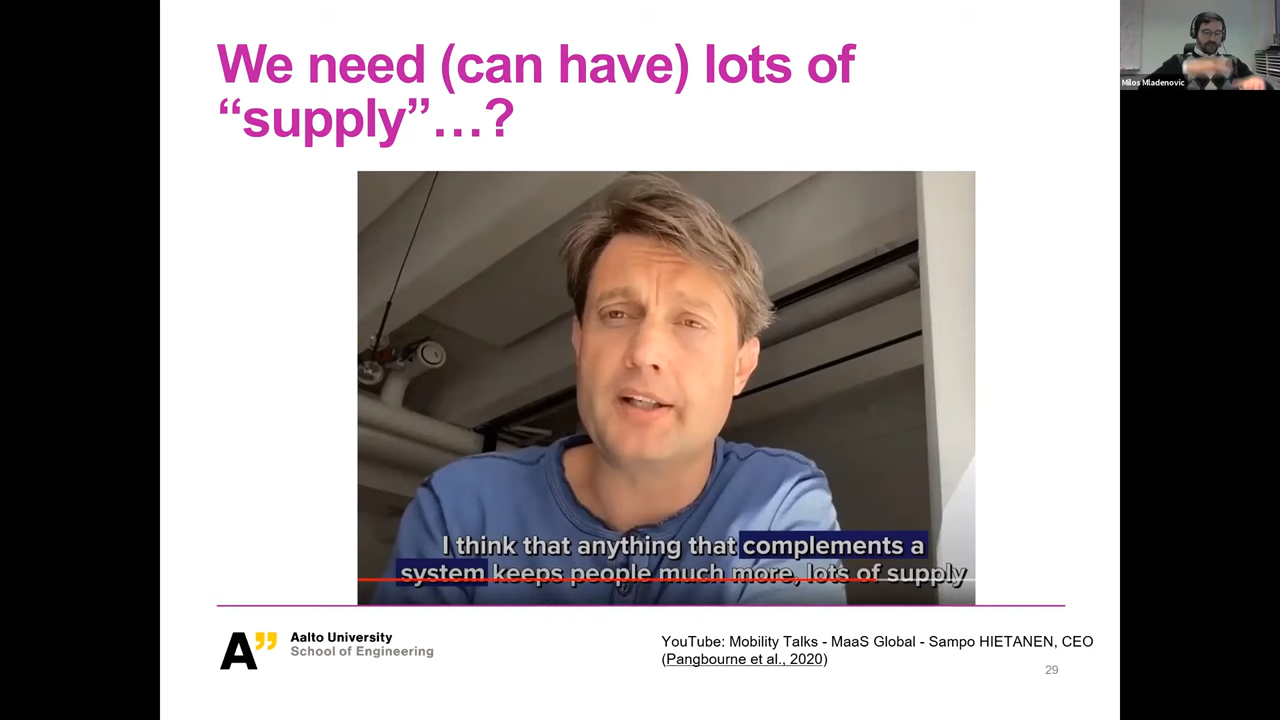 We need (can have) lots of
“supply”…?
Milos Mladenovic
I think that anything that complements a
system keeps people much more, lots of supply
A”
Aalto University
School of Engineering
YouTube: Mobility Talks - MaaS Global - Sampo HIETANEN, CEO
(Pangbourne et al., 2020)
29